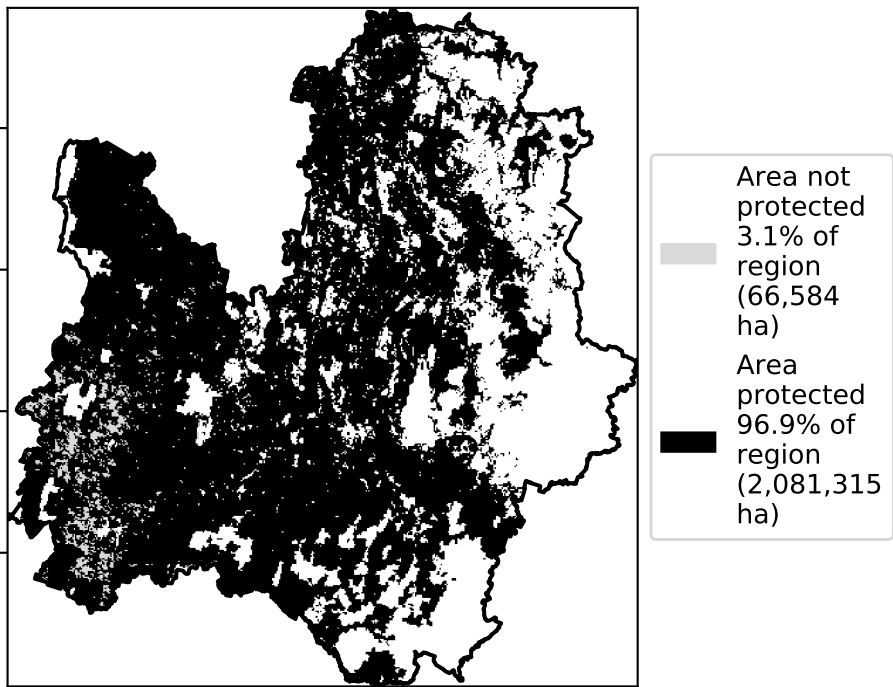 Area not
protected
3.1% of
region
(66,584
ha)
Area
protected
96.9% of
region
(2,081,315
ha)